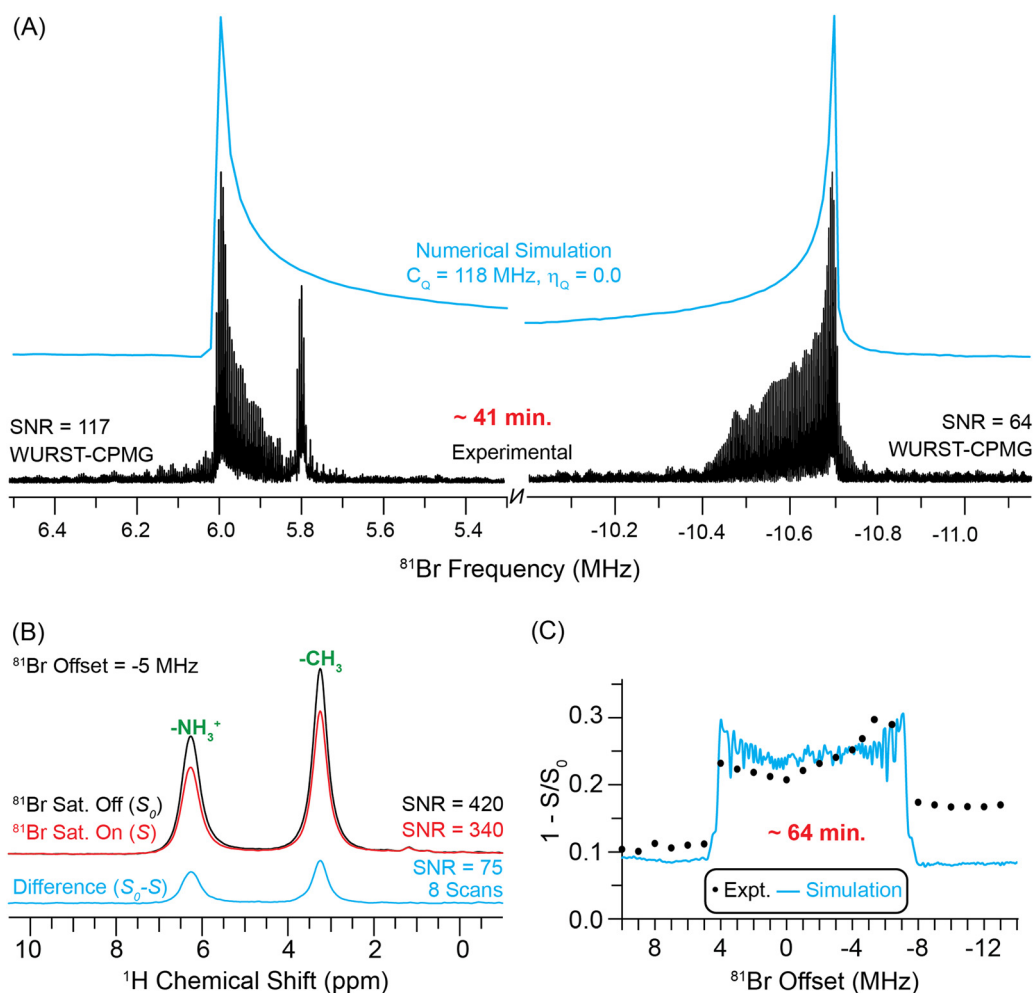 (A)
Numerical Simulation
C_Q = 118 MHz, η_Q = 0.0
SNR = 117
WURST-CPMG
~ 41 min.
Experimental
SNR = 64
WURST-CPMG
6.4 6.2 6.0 5.8 5.6 5.4 -10.2 -10.4 -10.6 -10.8 -11.0
⁸¹Br Frequency (MHz)
(B)
⁸¹Br Offset = -5 MHz
-CH₃
-NH₃⁺
⁸¹Br Sat. Off (S₀)
SNR = 420
⁸¹Br Sat. On (S)
SNR = 340
SNR = 75
Difference (S₀-S)
8 Scans
10 8 6 4 2 0
¹H Chemical Shift (ppm)
(C)
0.3
0.2
0.1
0.0
1 - S/S₀
~ 64 min.
Expt. Simulation
8 4 0 -4 -8 -12
⁸¹Br Offset (MHz)